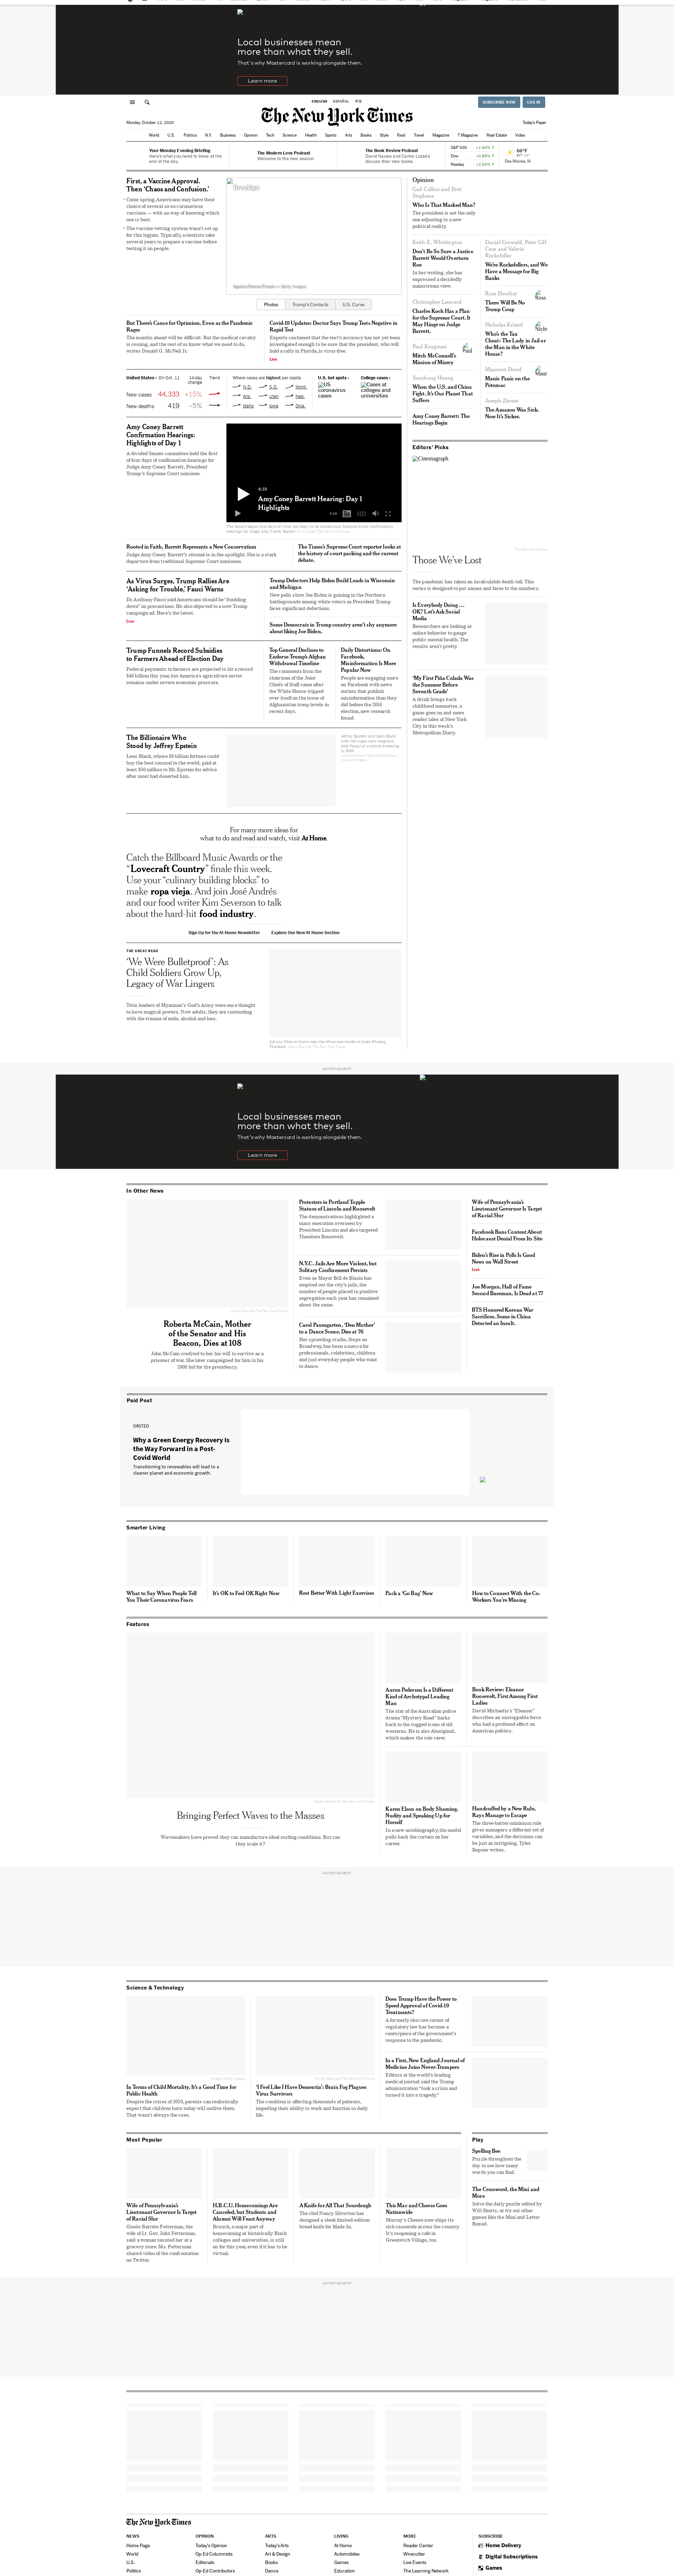 Local businesses mean
more than what they sell.
That's why Mastercard is working alongside them.
Learn more
ENGLISH ESPAÑOL 中文
SUBSCRIBE NOW LOG IN
The New York Times
Monday, October 12, 2020
Today's Paper
World U.S. Politics N.Y. Business Opinion Tech Science Health Sports Arts Books Style Food Travel Magazine T Magazine Real Estate Video
Your Monday Evening Briefing
Here's what you need to know at the end of the day.
The Modern Love Podcast
Welcome to the new season.
The Book Review Podcast
David Nasaw and Carlos Lozada discuss their new books.
S&P 500 +1.64% ↑
Dow +0.88% ↑
Nasdaq +2.56% ↑
Des Moines, IA
First, a Vaccine Approval.
Then 'Chaos and Confusion.'
Come spring, Americans may have their choice of several so-so coronavirus vaccines — with no way of knowing which one is best.
The vaccine vetting system wasn't set up for this logjam. Typically, scientists take several years to prepare a vaccine before testing it on people.
Brooklyn
Photos Trump's Contacts U.S. Curve
But There's Cause for Optimism, Even as the Pandemic Rages
The months ahead will be difficult. But the medical cavalry is coming, and the rest of us know what we need to do, writes Donald G. McNeil Jr.
Covid-19 Updates: Doctor Says Trump Tests Negative in Rapid Test
Experts cautioned that the test's accuracy has not yet been investigated enough to be sure the president is virus-free. Mr. Trump, who said he felt "powerful," is scheduled to hold a rally in Florida, in virus-free.
Live
United States › On Oct. 11 14-day change Trend
New cases 44,333 +15%
New deaths 419 –5%
Where cases are highest per capita
N.D. S.D. Mont.
Wis. Utah Neb.
Idaho Iowa Okla.
U.S. hot spots ›
US coronavirus cases
College cases ›
Cases at colleges and universities
Amy Coney Barrett Confirmation Hearings: Highlights of Day 1
A divided Senate committee held the first of four days of confirmation hearings for Judge Amy Coney Barrett, President Trump's Supreme Court nominee.
4:19
Amy Coney Barrett Hearing: Day 1 Highlights
Rooted in Faith, Barrett Represents a New Conservatism
Judge Amy Coney Barrett's ascent is in the spotlight. She is a stark departure from traditional Supreme Court nominees.
The Times's Supreme Court reporter looks at the history of court packing and the current debate.
As Virus Surges, Trump Rallies Are 'Asking for Trouble,' Fauci Warns
Dr. Anthony Fauci said Americans should be "doubling down" on precautions. He also objected to a new Trump campaign ad. Here's the latest.
Live
Trump Defectors Help Biden Build Leads in Wisconsin and Michigan
New polls show Joe Biden is gaining in the Northern battlegrounds among white voters as President Trump faces significant defections.
Some Democrats in Trump country aren't shy anymore about liking Joe Biden.
Trump Funnels Record Subsidies to Farmers Ahead of Election Day
Federal payments to farmers are projected to hit a record $46 billion this year, but America's agriculture sector remains under severe economic pressure.
Top General Declines to Endorse Trump's Afghan Withdrawal Timeline
The comments from the chairman of the Joint Chiefs of Staff came after the White House tripped over itself on the issue of Afghanistan troop levels in recent days.
Daily Distortions: On Facebook, Misinformation Is More Popular Now
People are engaging more on Facebook with news outlets that publish misinformation than they did before the 2016 election, new research found.
The Billionaire Who Stood by Jeffrey Epstein
Leon Black, whose $9 billion fortune could buy the best counsel in the world, paid at least $50 million to Mr. Epstein for advice after most had deserted him.
For many more ideas for
what to do and read and watch, visit At Home.
Catch the Billboard Music Awards or the "Lovecraft Country" finale this week. Use your "culinary building blocks" to make ropa vieja. And join José Andrés and our food writer Kim Severson to talk about the hard-hit food industry.
Sign Up for the At Home Newsletter Explore Our New At Home Section
THE GREAT READ
'We Were Bulletproof': As Child Soldiers Grow Up, Legacy of War Lingers
Twin leaders of Myanmar's God's Army were once thought to have magical powers. Now adults, they are contending with the trauma of exile, alcohol and loss.
Opinion
Gail Collins and Bret Stephens
Who Is That Masked Man?
The president is not the only one adjusting to a new political reality.
Keith E. Whittington
Don't Be So Sure a Justice Barrett Would Overturn Roe
In her writing, she has expressed a decidedly mainstream view.
Christopher Leonard
Charles Koch Has a Plan for the Supreme Court. It May Hinge on Judge Barrett.
Paul Krugman
Mitch McConnell's Mission of Misery
Yanzhong Huang
When the U.S. and China Fight, It's Our Planet That Suffers
Amy Coney Barrett: The Hearings Begin
Daniel Growald, Peter Gill Case and Valerie Rockefeller
We're Rockefellers, and We Have a Message for Big Banks
Ross Douthat
There Will Be No Trump Coup
Nicholas Kristof
Who's the Tax Cheat: The Lady in Jail or the Man in the White House?
Maureen Dowd
Manic Panic on the Potomac
Joseph Zárate
The Amazon Was Sick. Now It's Sicker.
Editors' Picks
Cinemagraph
Those We've Lost
The pandemic has taken an incalculable death toll. This series is designed to put names and faces to the numbers.
Is Everybody Doing … OK? Let's Ask Social Media
Researchers are looking at online behavior to gauge public mental health. The results aren't pretty.
'My First Piña Colada Was the Summer Before Seventh Grade'
A drink brings back childhood memories, a game goes on and more reader tales of New York City in this week's Metropolitan Diary.
ADVERTISEMENT
Local businesses mean
more than what they sell.
That's why Mastercard is working alongside them.
Learn more
In Other News
Roberta McCain, Mother of the Senator and His Beacon, Dies at 108
John McCain credited to her his will to survive as a prisoner of war. She later campaigned for him in his 2008 bid for the presidency.
Protesters in Portland Topple Statues of Lincoln and Roosevelt
The demonstrations highlighted a mass execution overseen by President Lincoln and also targeted Theodore Roosevelt.
N.Y.C. Jails Are More Violent, but Solitary Confinement Persists
Even as Mayor Bill de Blasio has emptied out the city's jails, the number of people placed in punitive segregation each year has remained about the same.
Carol Paumgarten, 'Den Mother' to a Dance Scene, Dies at 76
Her sprawling studio, Steps on Broadway, has been a mecca for professionals, celebrities, children and just everyday people who want to dance.
Wife of Pennsylvania's Lieutenant Governor Is Target of Racial Slur
Facebook Bans Content About Holocaust Denial From Its Site
Biden's Rise in Polls Is Good News on Wall Street
Live
Joe Morgan, Hall of Fame Second Baseman, Is Dead at 77
BTS Honored Korean War Sacrifices. Some in China Detected an Insult.
Paid Post
ORSTED
Why a Green Energy Recovery Is the Way Forward in a Post-Covid World
Transitioning to renewables will lead to a cleaner planet and economic growth.
Smarter Living
What to Say When People Tell You Their Coronavirus Fears
It's OK to Feel OK Right Now
Rest Better With Light Exercises
Pack a 'Go Bag' Now
How to Connect With the Co-Workers You're Missing
Features
Bringing Perfect Waves to the Masses
Wavemakers have proved they can manufacture ideal surfing conditions. But can they scale it?
Aaron Pedersen Is a Different Kind of Archetypal Leading Man
The star of the Australian police drama "Mystery Road" harks back to the rugged icons of old westerns. He is also Aboriginal, which makes the role rarer.
Book Review: Eleanor Roosevelt, First Among First Ladies
David Michaelis's "Eleanor" describes an unstoppable force who had a profound effect on American politics.
Karen Elson on Body Shaming, Nudity and Speaking Up for Herself
In a new autobiography, the model pulls back the curtain on her career.
Handcuffed by a New Rule, Rays Manage to Escape
The three-batter-minimum rule gives managers a different set of variables, and the decisions can be just as intriguing, Tyler Kepner writes.
ADVERTISEMENT
Science & Technology
In Terms of Child Mortality, It's a Good Time for Public Health
Despite the crises of 2020, parents can realistically expect that children born today will outlive them. That wasn't always the case.
'I Feel Like I Have Dementia': Brain Fog Plagues Virus Survivors
The condition is affecting thousands of patients, impeding their ability to work and function in daily life.
Does Trump Have the Power to Speed Approval of Covid-19 Treatments?
A formerly obscure corner of regulatory law has become a centerpiece of the government's response to the pandemic.
In a First, New England Journal of Medicine Joins Never-Trumpers
Editors at the world's leading medical journal said the Trump administration "took a crisis and turned it into a tragedy."
Most Popular
Wife of Pennsylvania's Lieutenant Governor Is Target of Racial Slur
Gisele Barreto Fetterman, the wife of Lt. Gov. John Fetterman, said a woman taunted her at a grocery store. Ms. Fetterman shared video of the confrontation on Twitter.
H.B.C.U. Homecomings Are Canceled, but Students and Alumni Will Feast Anyway
Brunch, a major part of homecoming at historically Black colleges and universities, is still on for this year, even if it has to be virtual.
A Knife for All That Sourdough
The chef Nancy Silverton has designed a sleek limited-edition bread knife for Made In.
This Mac and Cheese Goes Nationwide
Murray's Cheese now ships its rich casserole across the country. It's reopening a cafe in Greenwich Village, too.
Play
Spelling Bee
Puzzle throughout the day to see how many words you can find.
The Crossword, the Mini and More
Solve the daily puzzle edited by Will Shortz, or try out other games like the Mini and Letter Boxed.
ADVERTISEMENT
The New York Times
NEWS
Home Page
World
U.S.
Politics
OPINION
Today's Opinion
Op-Ed Columnists
Editorials
Op-Ed Contributors
ARTS
Today's Arts
Art & Design
Books
Dance
LIVING
At Home
Automobiles
Games
Education
MORE
Reader Center
Wirecutter
Live Events
The Learning Network
SUBSCRIBE
Home Delivery
Digital Subscriptions
Games